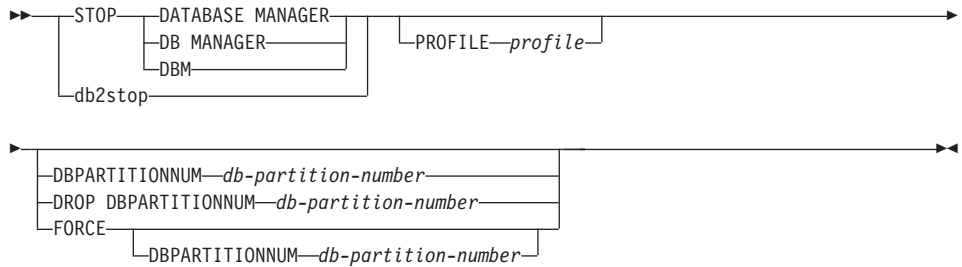 STOP DATABASE MANAGER
DB MANAGER
DBM
PROFILE profile
db2stop
DBPARTITIONNUM db-partition-number
DROP DBPARTITIONNUM db-partition-number
FORCE
DBPARTITIONNUM db-partition-number